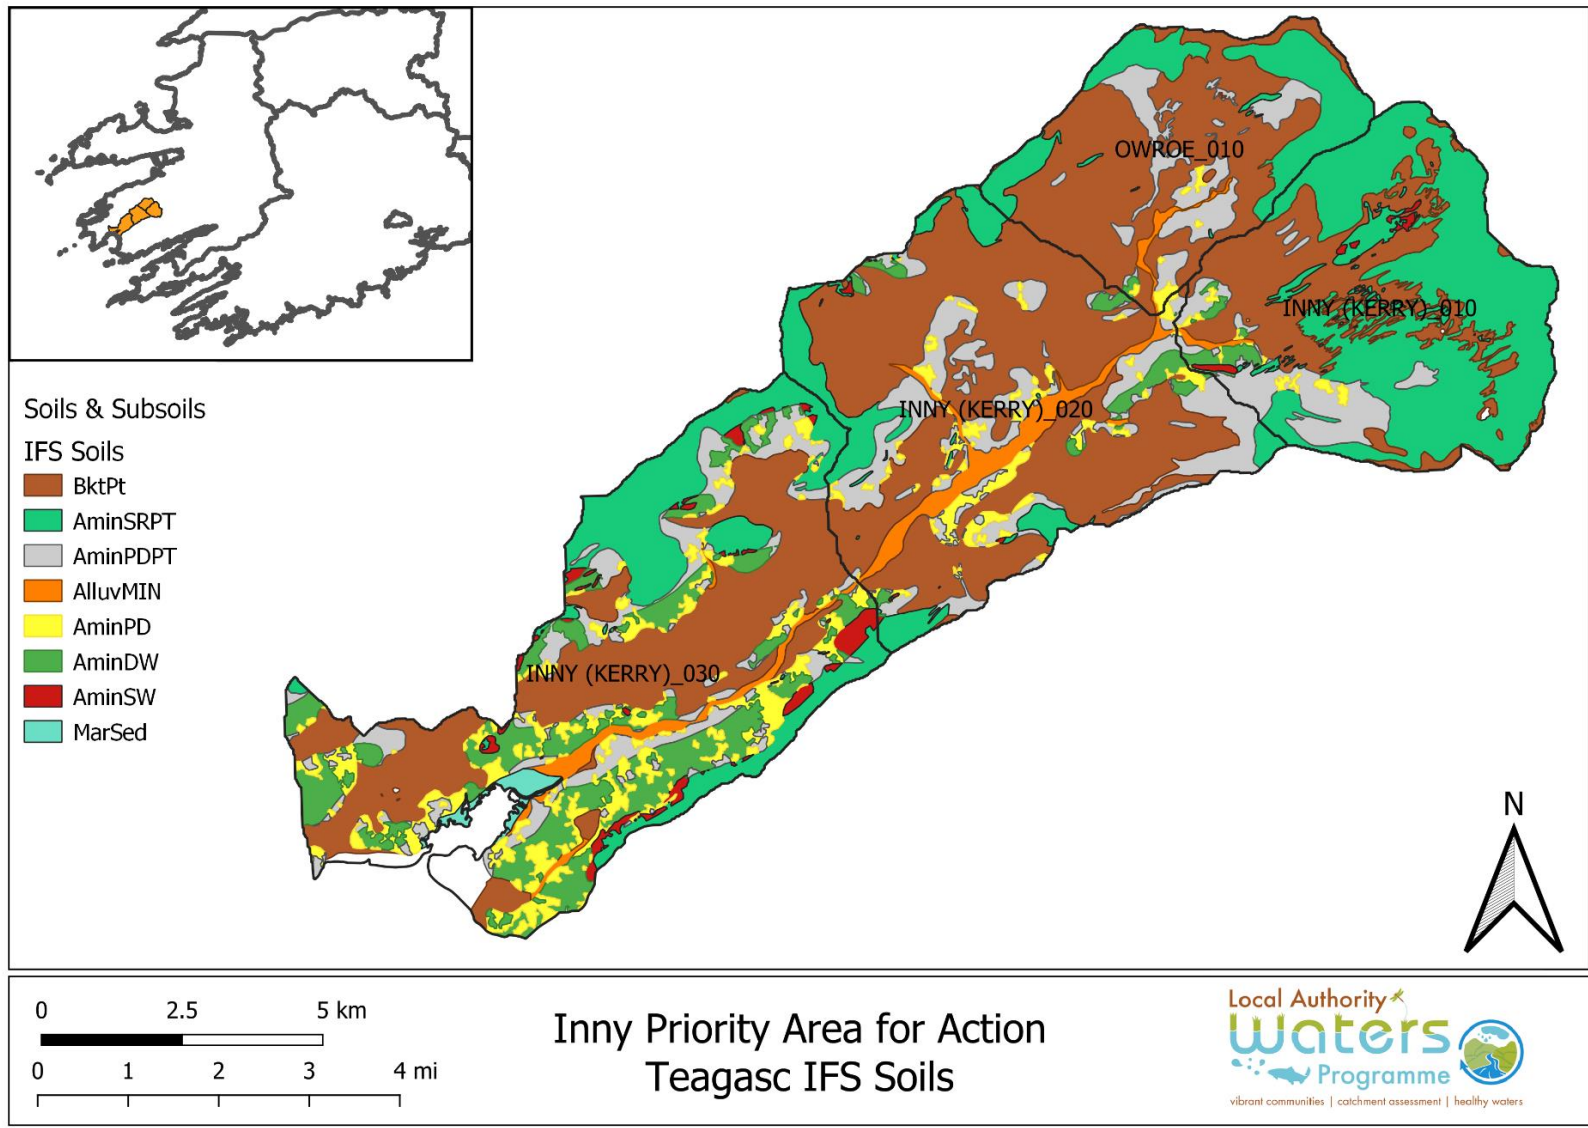 OWROE_010
INNY (KERRY)_010
INNY (KERRY)_020
INNY (KERRY)_030
Soils & Subsoils
IFS Soils
BktPt
AminSRPT
AminPDPT
AlluvMIN
AminPD
AminDW
AminSW
MarSed
N
0 2.5 5 km
0 1 2 3 4 mi
Inny Priority Area for Action
Teagasc IFS Soils
Local Authority
Waters
Programme
vibrant communities | catchment assessment | healthy waters